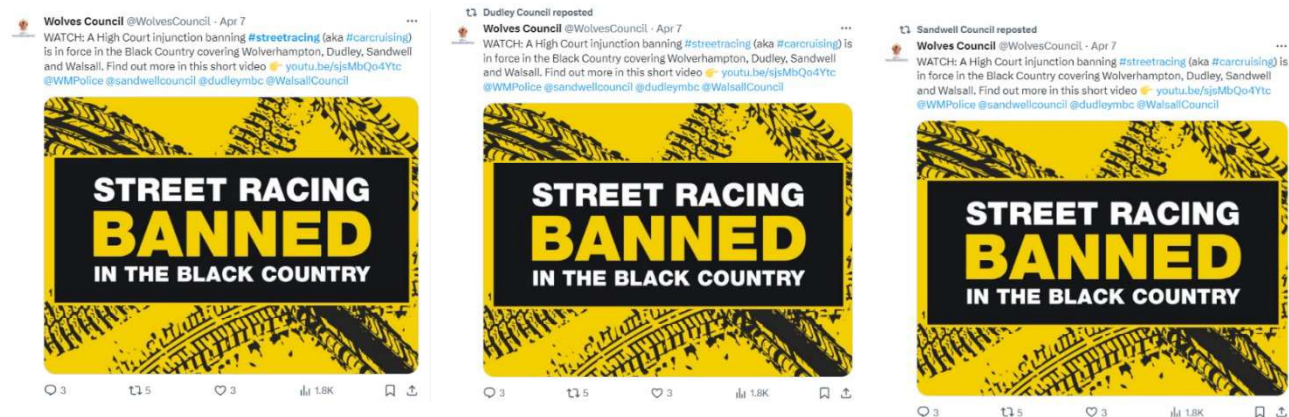 Wolves Council @WolvesCouncil · Apr 7
WATCH: A High Court injunction banning #streetracing (aka #carcruising)
is in force in the Black Country covering Wolverhampton, Dudley, Sandwell
and Walsall. Find out more in this short video 👉 youtu.be/sjsMbQo4Ytc
@WMPolice @sandwellcouncil @dudleymbc @WalsallCouncil
STREET RACING
BANNED
IN THE BLACK COUNTRY
3 5 3 1.8K
Dudley Council reposted
Wolves Council @WolvesCouncil · Apr 7
WATCH: A High Court injunction banning #streetracing (aka #carcruising) is
in force in the Black Country covering Wolverhampton, Dudley, Sandwell
and Walsall. Find out more in this short video 👉 youtu.be/sjsMbQo4Ytc
@WMPolice @sandwellcouncil @dudleymbc @WalsallCouncil
STREET RACING
BANNED
IN THE BLACK COUNTRY
3 5 3 1.8K
Sandwell Council reposted
Wolves Council @WolvesCouncil · Apr 7
WATCH: A High Court injunction banning #streetracing (aka #carcruising) is
in force in the Black Country covering Wolverhampton, Dudley, Sandwell
and Walsall. Find out more in this short video 👉 youtu.be/sjsMbQo4Ytc
@WMPolice @sandwellcouncil @dudleymbc @WalsallCouncil
STREET RACING
BANNED
IN THE BLACK COUNTRY
3 5 3 1.8K